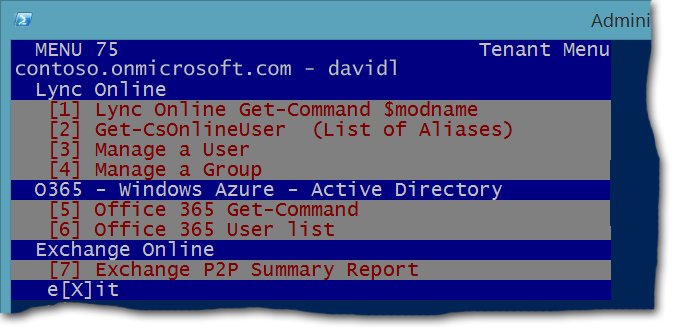 Admini
MENU 75 Tenant Menu
contoso.onmicrosoft.com - davidl
Lync Online
[1] Lync Online Get-Command $modname
[2] Get-CsOnlineUser  (List of Aliases)
[3] Manage a User
[4] Manage a Group
O365 - Windows Azure - Active Directory
[5] Office 365 Get-Command
[6] Office 365 User list
Exchange Online
[7] Exchange P2P Summary Report
e[X]it